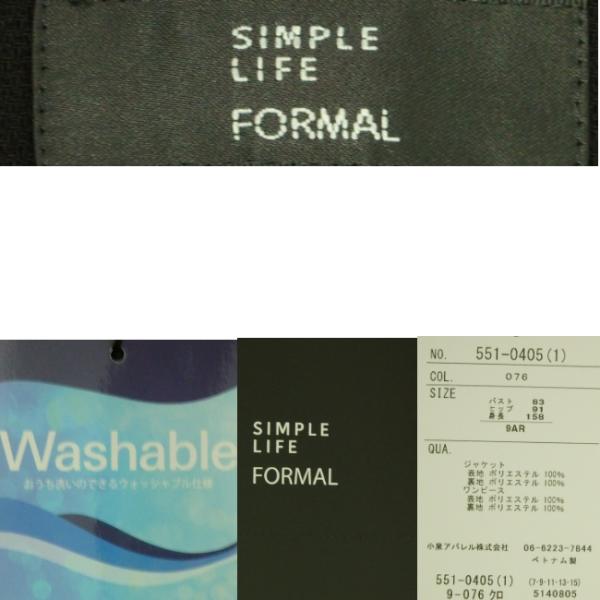 SIMPLE
LIFE
FORMAL
Washable
おうち洗いのできるウォッシャブル仕様
SIMPLE
LIFE
FORMAL
NO. 551-0405(1)
COL. 076
SIZE
バスト 83
ヒップ 91
身長 158
9AR
QUA.
ジャケット
表地 ポリエステル 100%
裏地 ポリエステル 100%
ワンピース
表地 ポリエステル 100%
裏地 ポリエステル 100%
小泉アパレル株式会社 06-6223-7844
ベトナム製
551-0405(1) (7-9-11-13-15)
9-076 クロ 5140805